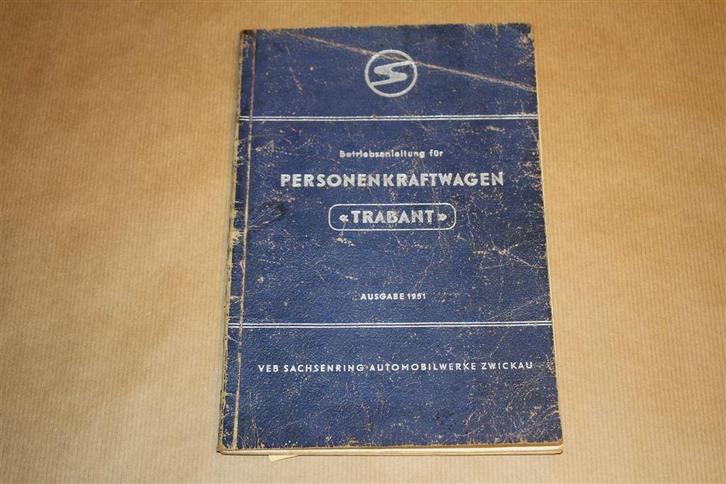 Betriebsanleitung für
PERSONENKRAFTWAGEN
«TRABANT»
AUSGABE 1961
VEB SACHSENRING AUTOMOBILWERKE ZWICKAU